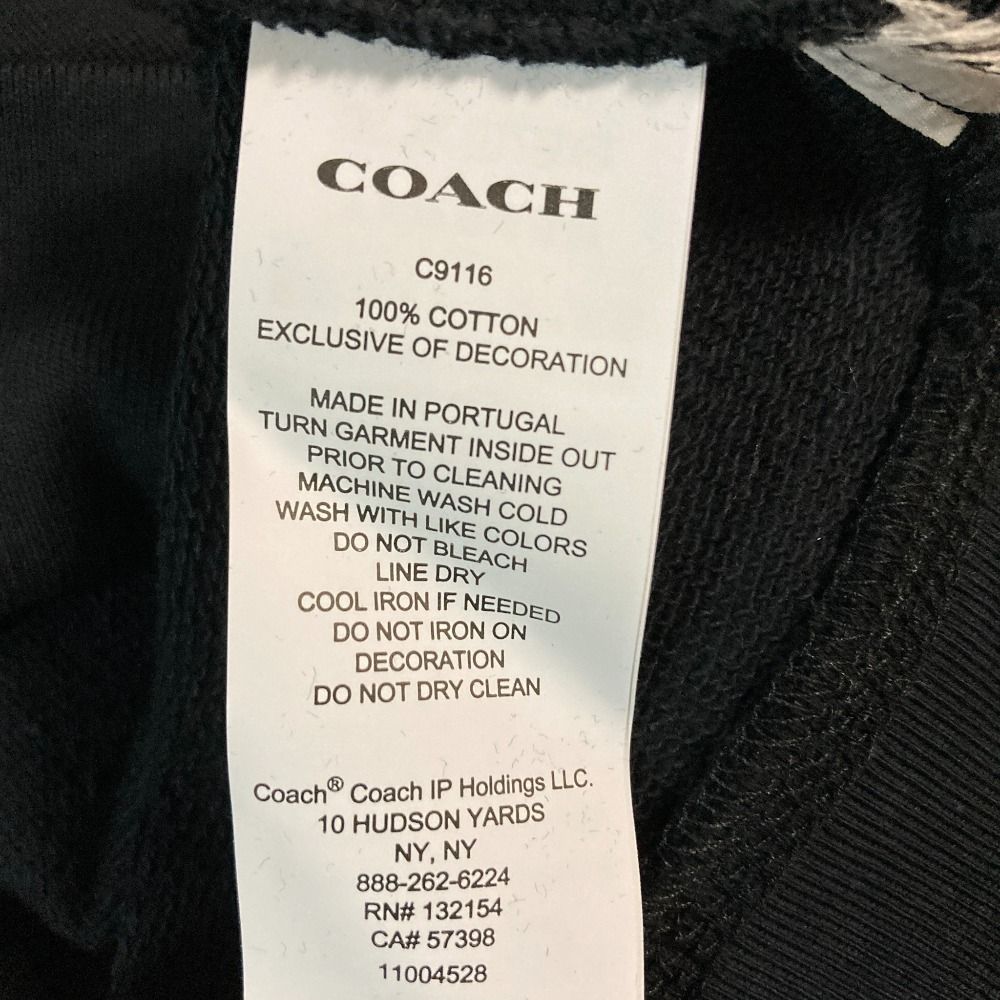 COACH
C9116
100% COTTON
EXCLUSIVE OF DECORATION
MADE IN PORTUGAL
TURN GARMENT INSIDE OUT
PRIOR TO CLEANING
MACHINE WASH COLD
WASH WITH LIKE COLORS
DO NOT BLEACH
LINE DRY
COOL IRON IF NEEDED
DO NOT IRON ON
DECORATION
DO NOT DRY CLEAN
Coach® Coach IP Holdings LLC.
10 HUDSON YARDS
NY, NY
888-262-6224
RN# 132154
CA# 57398
11004528